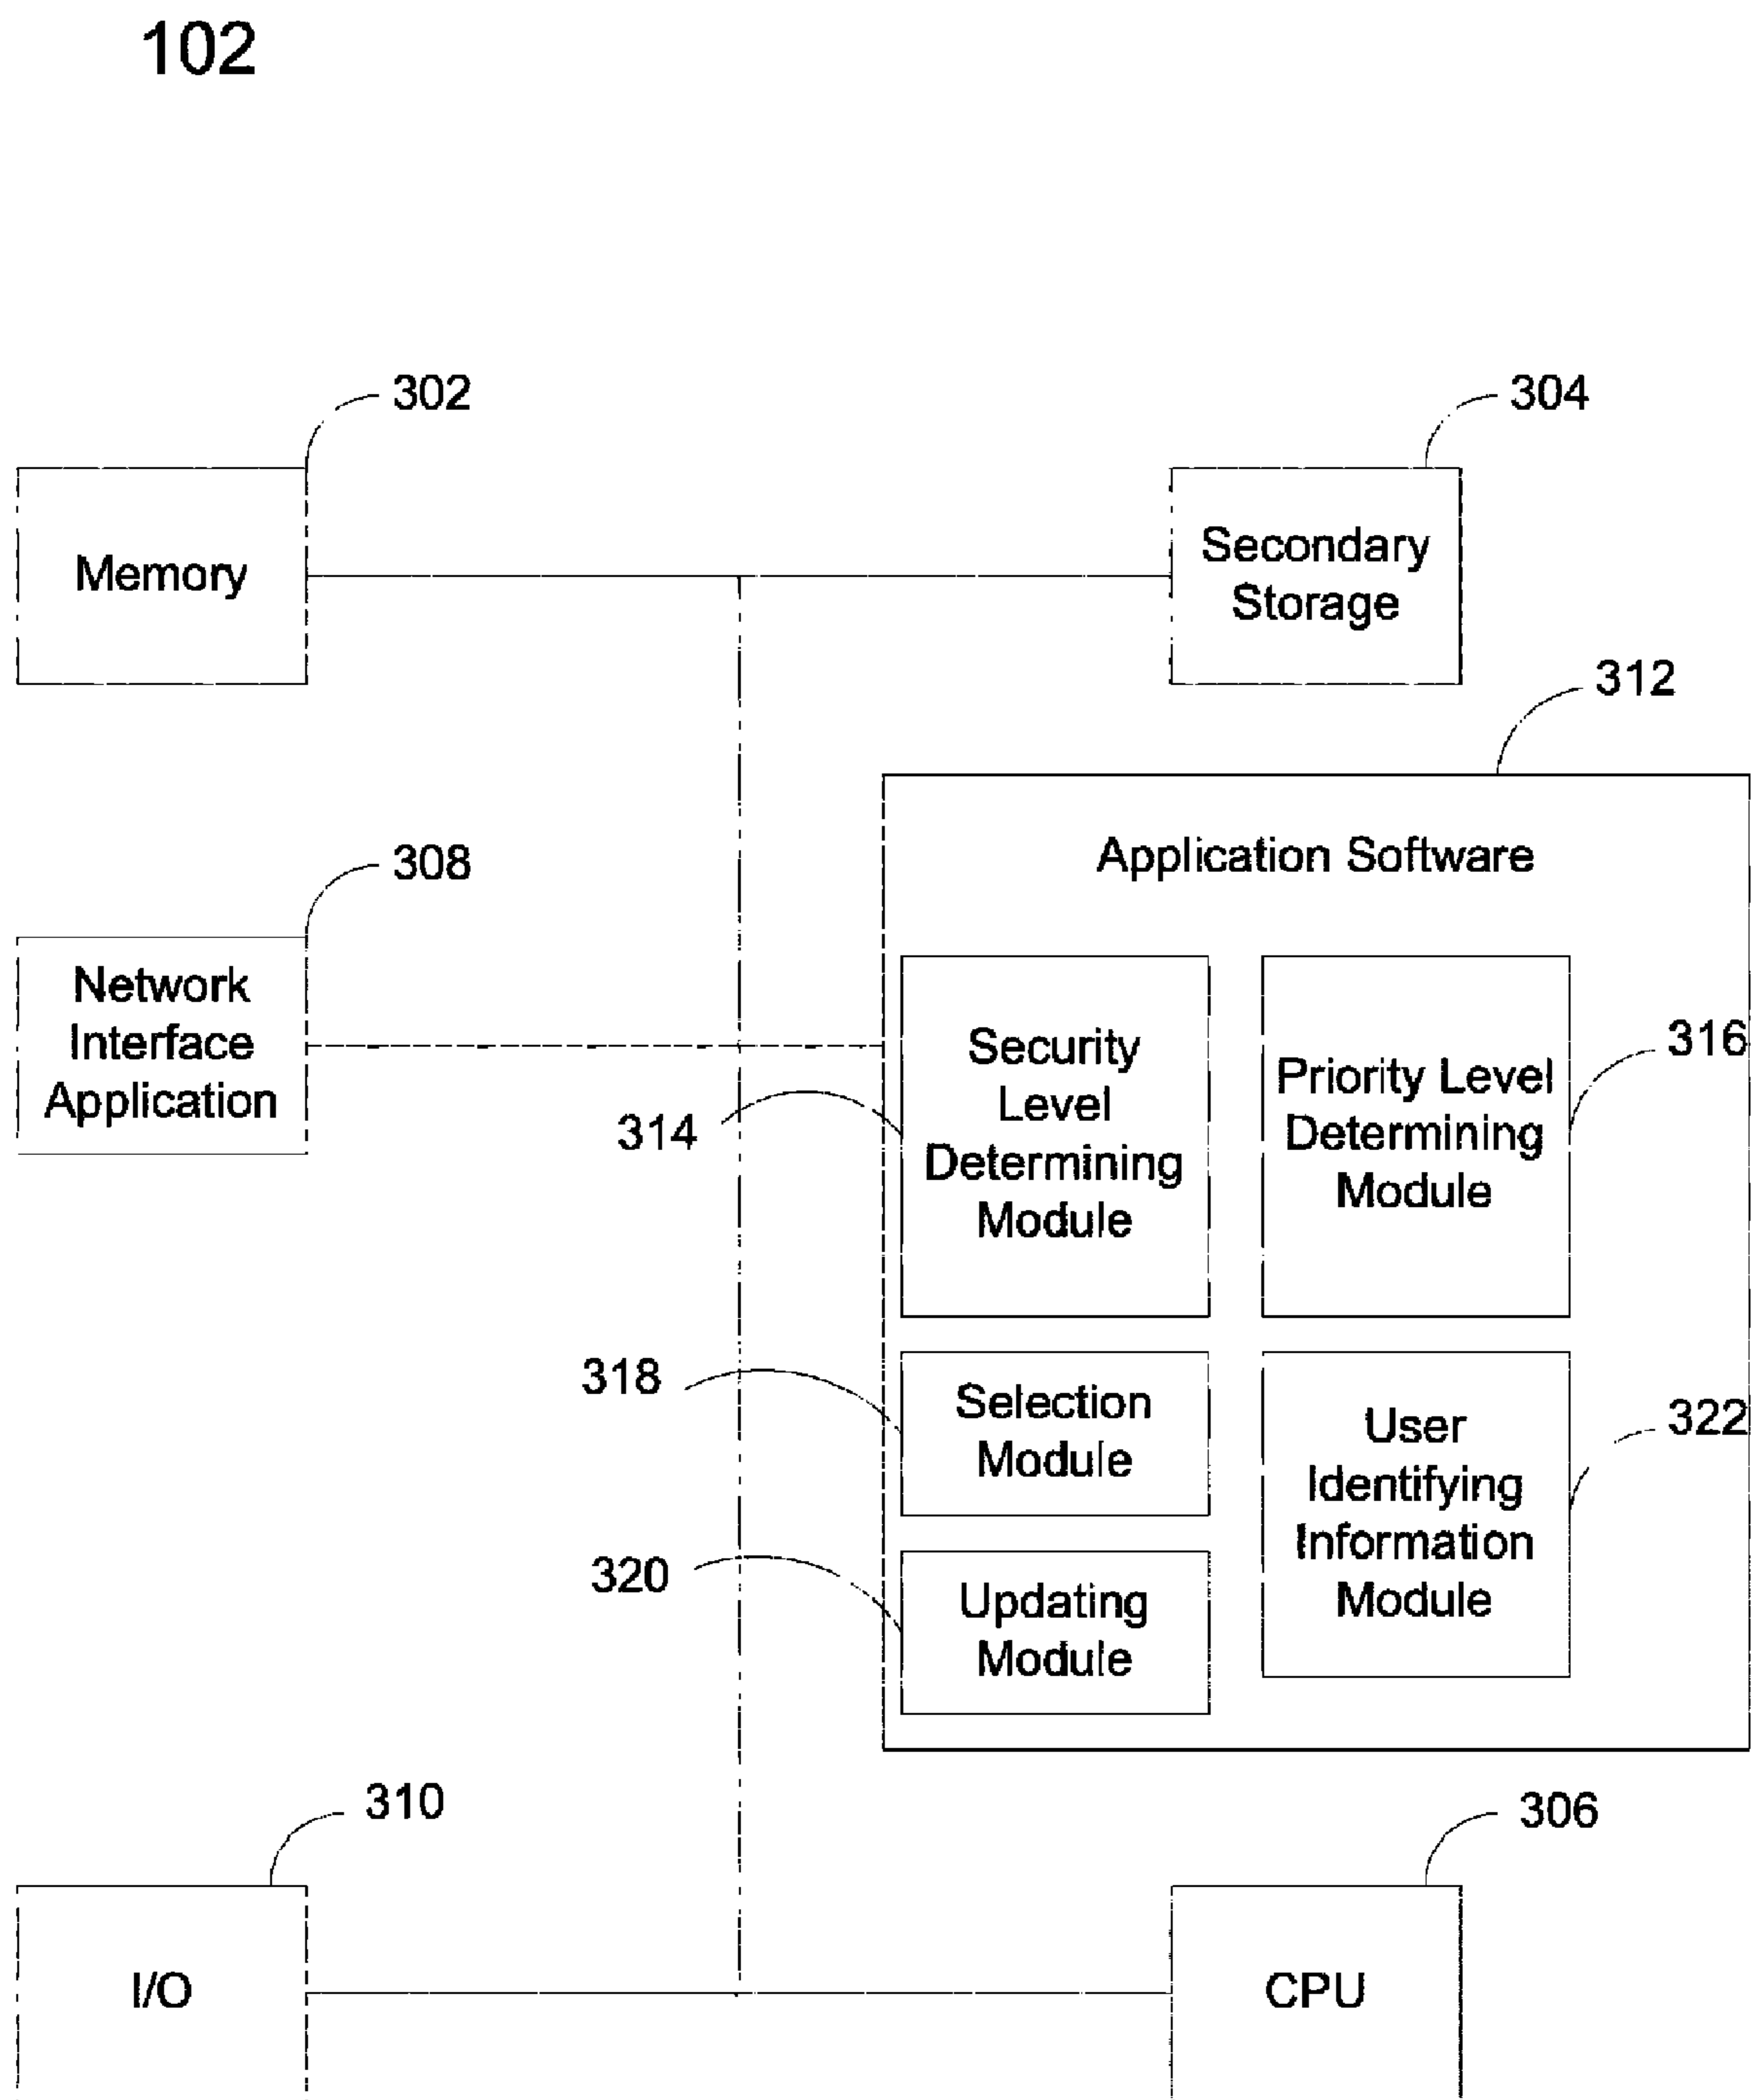 102
302
304
Memory
Secondary
Storage
312
308
Application Software
Network
Interface
Application
314
Security
Level
Determining
Module
Priority Level
Determining
Module
316
318
Selection
Module
User
Identifying
Information
Module
322
320
Updating
Module
310
306
I/O
CPU